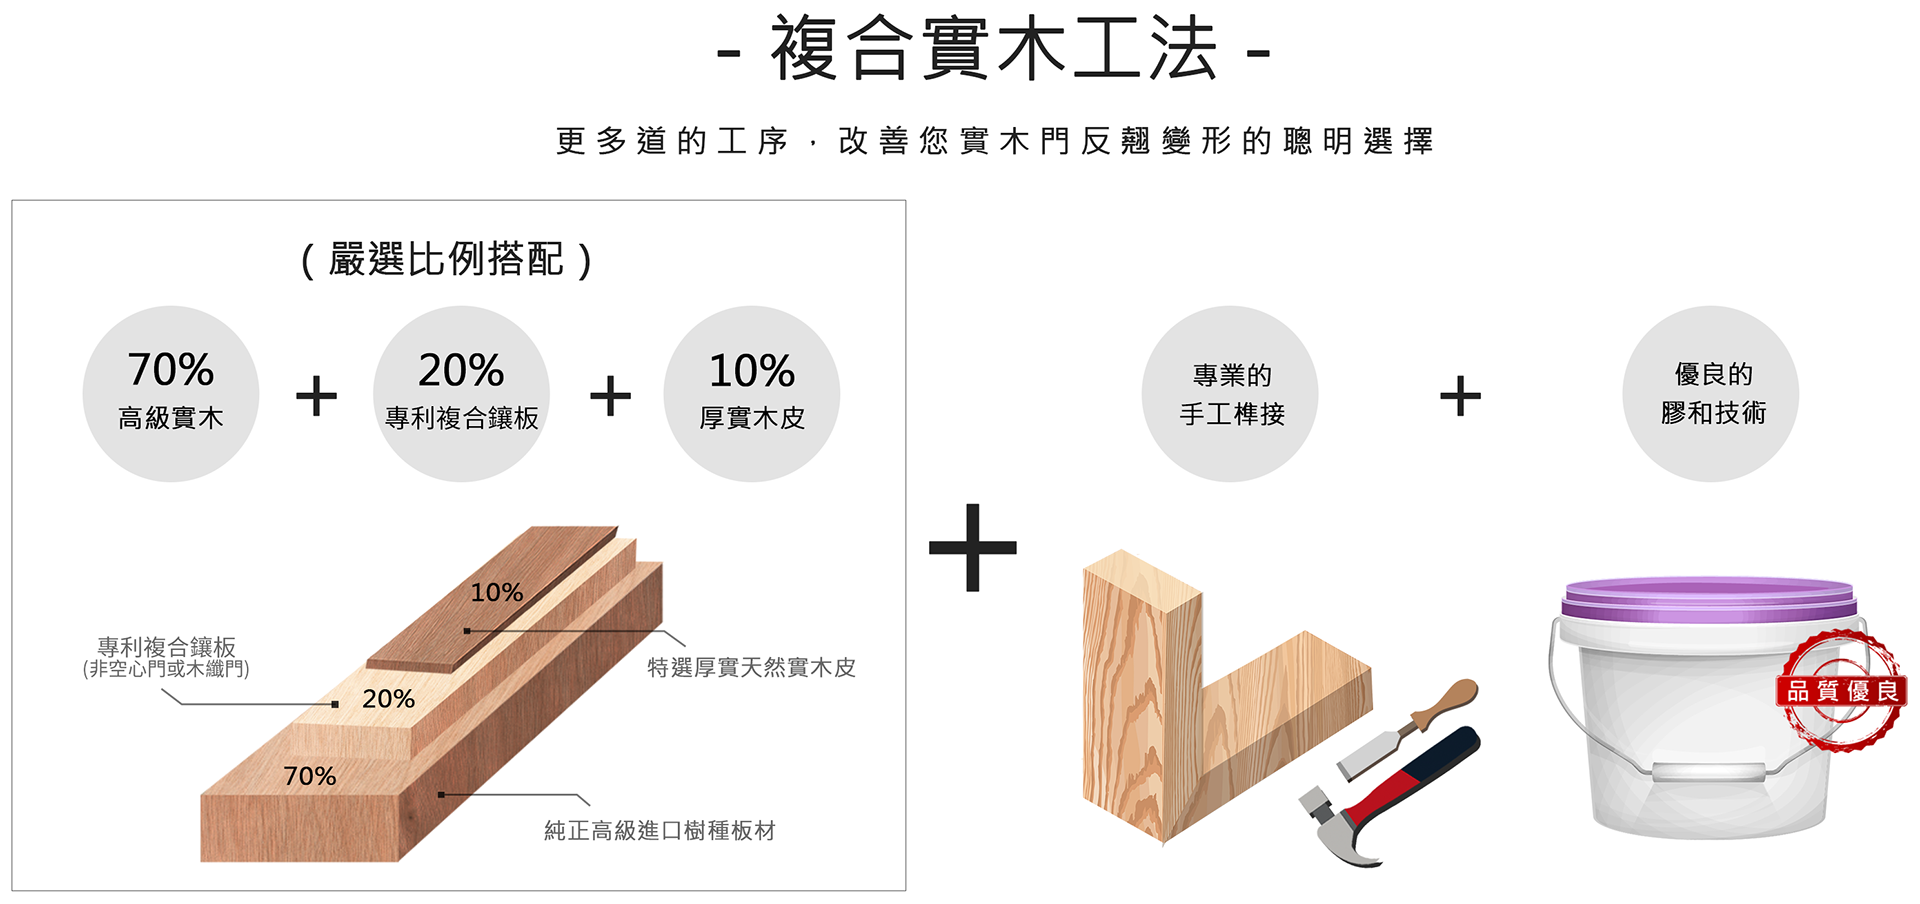 - 複合實木工法 -
更多道的工序，改善您實木門反翹變形的聰明選擇
( 嚴選比例搭配 )
70%
高級實木
+
20%
專利複合鑲板
+
10%
厚實木皮
10%
20%
70%
專利複合鑲板
(非空心門或木纖門)
特選厚實天然實木皮
純正高級進口樹種板材
+
專業的
手工榫接
+
優良的
膠和技術
品質優良